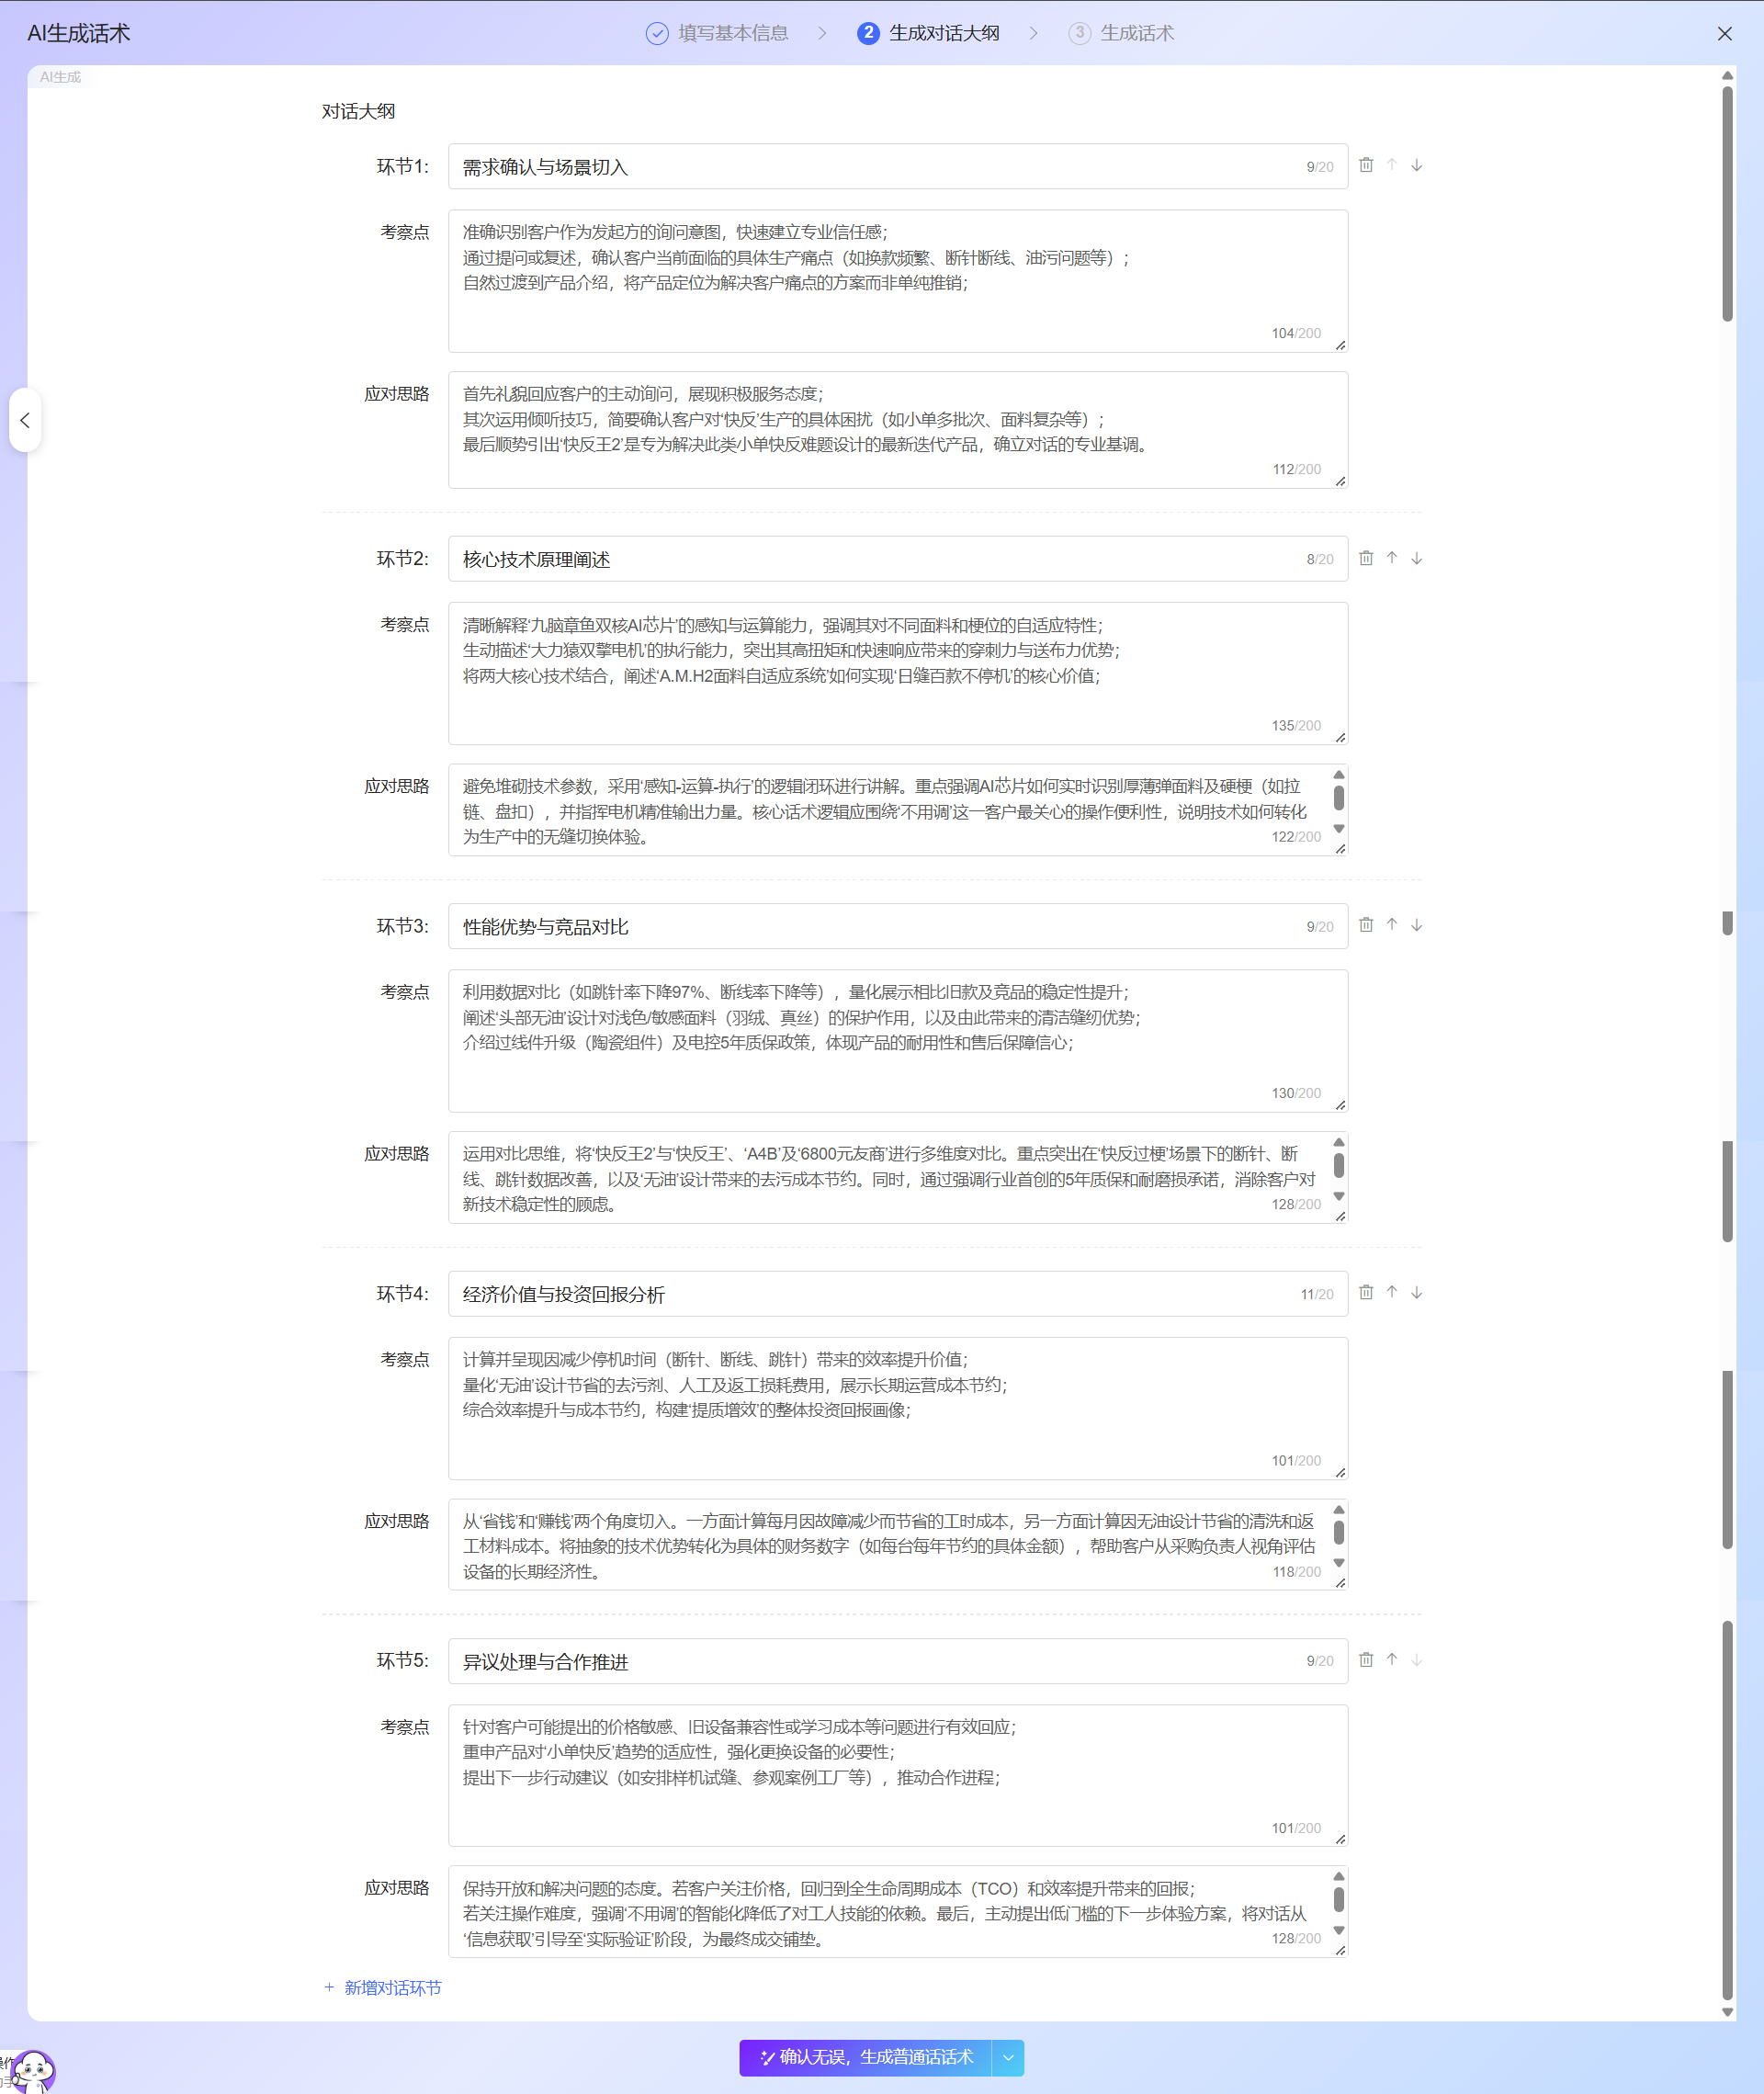 AI生成话术
填写基本信息
2 生成对话大纲
3 生成话术
AI生成
对话大纲
环节1:
需求确认与场景切入
9/20
考察点
准确识别客户作为发起方的询问意图，快速建立专业信任感；
通过提问或复述，确认客户当前面临的具体生产痛点（如换款频繁、断针断线、油污问题等）；
自然过渡到产品介绍，将产品定位为解决客户痛点的方案而非单纯推销；
104/200
应对思路
首先礼貌回应客户的主动询问，展现积极服务态度；
其次运用倾听技巧，简要确认客户对‘快反’生产的具体困扰（如小单多批次、面料复杂等）；
最后顺势引出‘快反王2’是专为解决此类小单快反难题设计的最新迭代产品，确立对话的专业基调。
112/200
环节2:
核心技术原理阐述
8/20
考察点
清晰解释‘九脑章鱼双核AI芯片’的感知与运算能力，强调其对不同面料和梗位的自适应特性；
生动描述‘大力猿双擎电机’的执行能力，突出其高扭矩和快速响应带来的穿刺力与送布力优势；
将两大核心技术结合，阐述‘A.M.H2面料自适应系统’如何实现‘日缝百款不停机’的核心价值；
135/200
应对思路
避免堆砌技术参数，采用‘感知-运算-执行’的逻辑闭环进行讲解。重点强调AI芯片如何实时识别厚薄弹面料及硬梗（如拉
链、盘扣），并指挥电机精准输出力量。核心话术逻辑应围绕‘不用调’这一客户最关心的操作便利性，说明技术如何转化
为生产中的无缝切换体验。
122/200
环节3:
性能优势与竞品对比
9/20
考察点
利用数据对比（如跳针率下降97%、断线率下降等），量化展示相比旧款及竞品的稳定性提升；
阐述‘头部无油’设计对浅色/敏感面料（羽绒、真丝）的保护作用，以及由此带来的清洁缝纫优势；
介绍过线件升级（陶瓷组件）及电控5年质保政策，体现产品的耐用性和售后保障信心；
130/200
应对思路
运用对比思维，将‘快反王2’与‘快反王’、‘A4B’及‘6800元友商’进行多维度对比。重点突出在‘快反过梗’场景下的断针、断
线、跳针数据改善，以及‘无油’设计带来的去污成本节约。同时，通过强调行业首创的5年质保和耐磨损承诺，消除客户对
新技术稳定性的顾虑。
128/200
环节4:
经济价值与投资回报分析
11/20
考察点
计算并呈现因减少停机时间（断针、断线、跳针）带来的效率提升价值；
量化‘无油’设计节省的去污剂、人工及返工损耗费用，展示长期运营成本节约；
综合效率提升与成本节约，构建‘提质增效’的整体投资回报画像；
101/200
应对思路
从‘省钱’和‘赚钱’两个角度切入。一方面计算每月因故障减少而节省的工时成本，另一方面计算因无油设计节省的清洗和返
工材料成本。将抽象的技术优势转化为具体的财务数字（如每台每年节约的具体金额），帮助客户从采购负责人视角评估
设备的长期经济性。
118/200
环节5:
异议处理与合作推进
9/20
考察点
针对客户可能提出的价格敏感、旧设备兼容性或学习成本等问题进行有效回应；
重申产品对‘小单快反’趋势的适应性，强化更换设备的必要性；
提出下一步行动建议（如安排样机试缝、参观案例工厂等），推动合作进程；
101/200
应对思路
保持开放和解决问题的态度。若客户关注价格，回归到全生命周期成本（TCO）和效率提升带来的回报；
若关注操作难度，强调‘不用调’的智能化降低了对工人技能的依赖。最后，主动提出低门槛的下一步体验方案，将对话从
‘信息获取’引导至‘实际验证’阶段，为最终成交铺垫。
128/200
+ 新增对话环节
确认无误，生成普通话话术